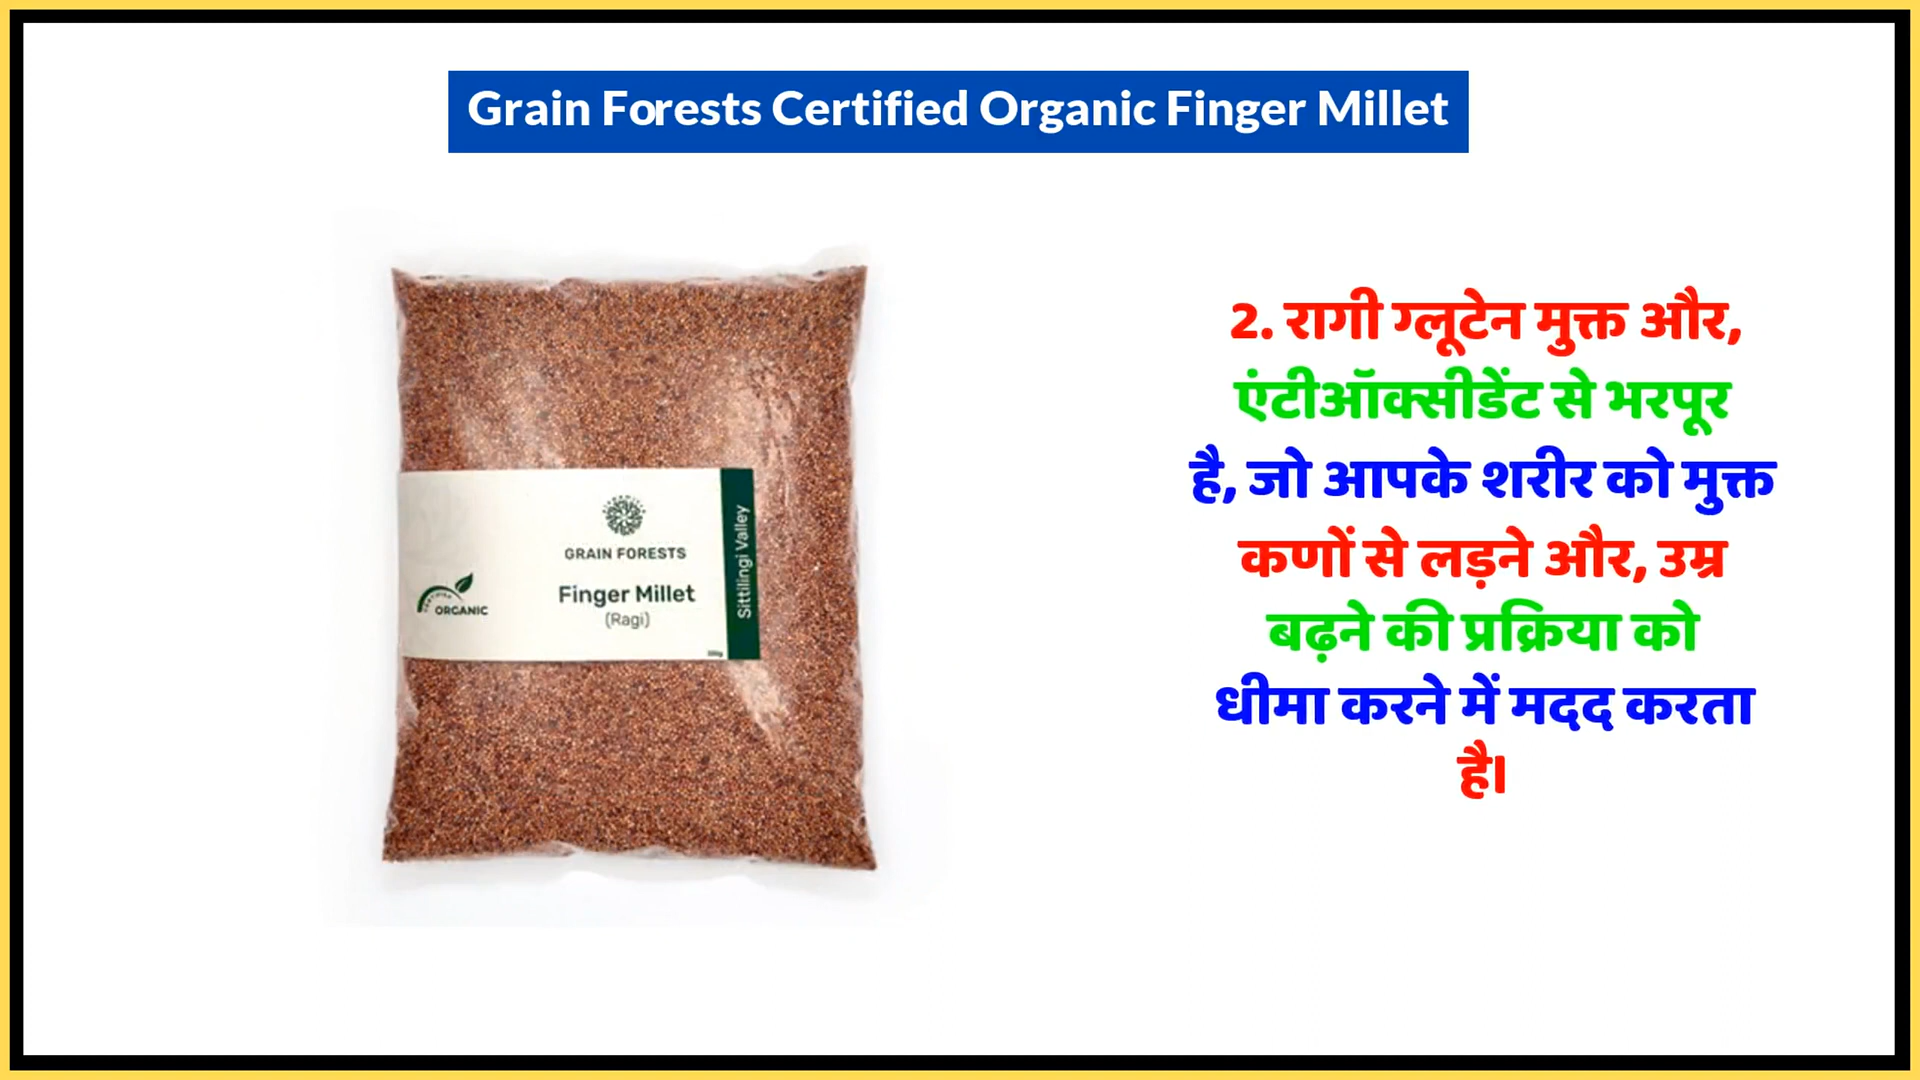 Grain Forests Certified Organic Finger Millet
GRAIN FORESTS
Finger Millet
(Ragi)
CERTIFIED
ORGANIC
Sittilingi Valley
2. रागी ग्लूटेन मुक्त और,
एंटीऑक्सीडेंट से भरपूर
है, जो आपके शरीर को मुक्त
कणों से लड़ने और, उम्र
बढ़ने की प्रक्रिया को
धीमा करने में मदद करता
है।